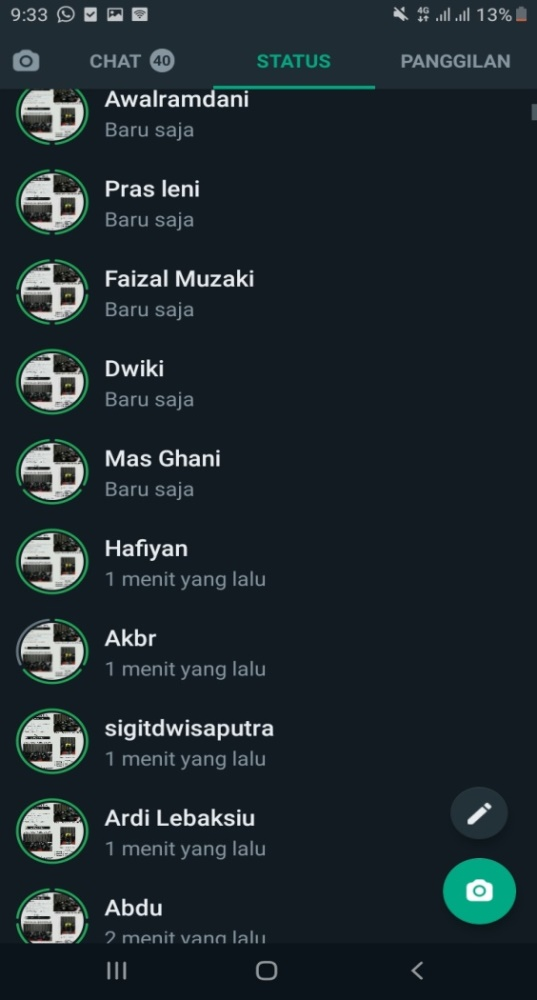 9:33
4G
13%
CHAT 40
STATUS
PANGGILAN
Awalramdani
Baru saja
Pras leni
Baru saja
Faizal Muzaki
Baru saja
Dwiki
Baru saja
Mas Ghani
Baru saja
Hafiyan
1 menit yang lalu
Akbr
1 menit yang lalu
sigitdwisaputra
1 menit yang lalu
Ardi Lebaksiu
1 menit yang lalu
Abdu
2 menit yang lalu